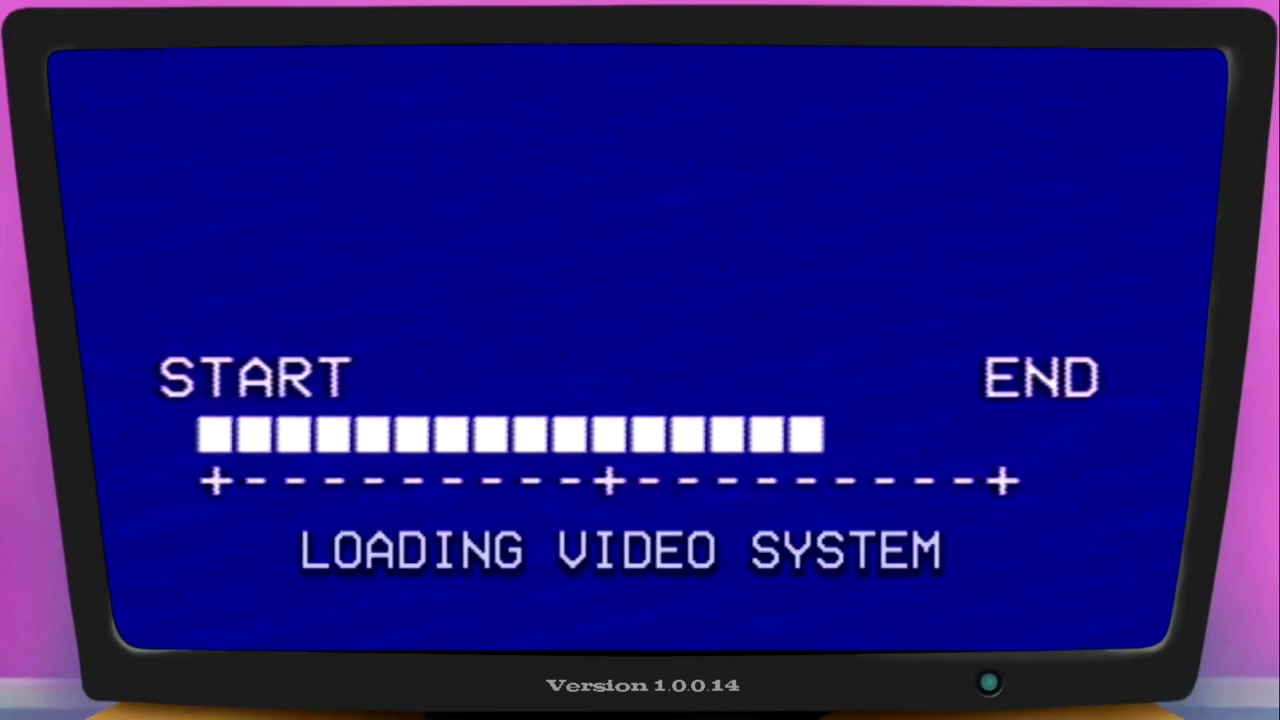 START END
+---------+---------+
LOADING VIDEO SYSTEM
Version 1.0.0.14